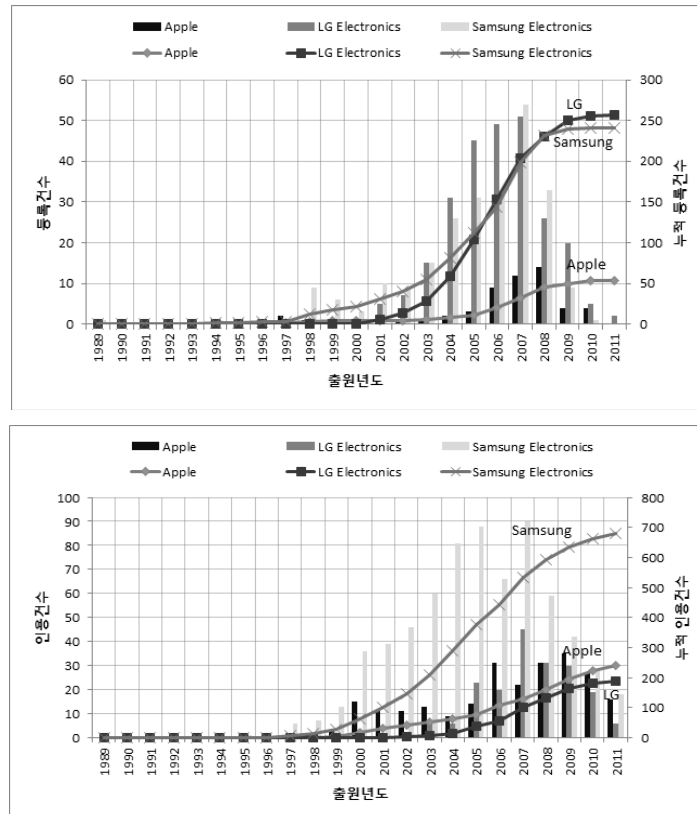 Apple LG Electronics Samsung Electronics
Apple LG Electronics Samsung Electronics
60 300
50 250
40 200
30 150
20 100
10 50
0 0
LG
Samsung
Apple
등록건수
누적 등록건수
1989 1990 1991 1992 1993 1994 1995 1996 1997 1998 1999 2000 2001 2002 2003 2004 2005 2006 2007 2008 2009 2010 2011
출원년도
Apple LG Electronics Samsung Electronics
Apple LG Electronics Samsung Electronics
100 800
90 700
80 600
70 500
60 400
50 300
40 200
30 100
20 0
10
0
Samsung
Apple
LG
인용건수
누적 인용건수
1989 1990 1991 1992 1993 1994 1995 1996 1997 1998 1999 2000 2001 2002 2003 2004 2005 2006 2007 2008 2009 2010 2011
출원년도